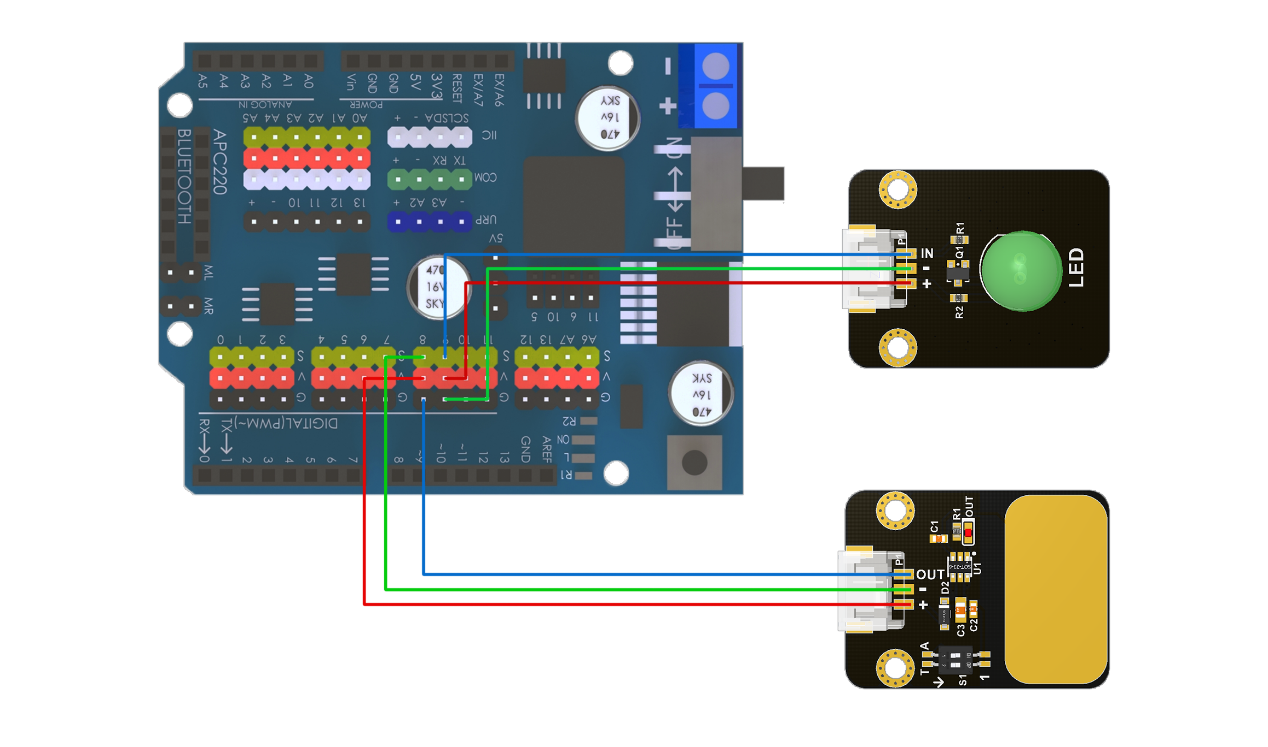 A5 A4 A3 A2 A1 A0
Vin GND GND 5V 3V3 RESET EX/A7 EX/A6
ANALOG IN
POWER
A5 A4 A3 A2 A1 A0
+ - SDA SCL
IIC
+ - RX TX
COM
+ - 10 11 12 13
+ A2 A3 -
URP
BLUETOOTH
APC220
ML
MR
SKY
16v
470
470
16V
SKY
- +
OFF ON
5V
5 10 6 11
0 1 2 3 S
4 5 6 7 S
8 9 10 11
12 13 A7 A6 S
V V V
G G G
SYK
16v
470
DIGITAL(PWM~)
RX TX
0 1 2 3 4 5 6 7 8 ~9 ~10 ~11 12 13 GND AREF
R2
ON
L
R1
P1
IN
-
+
R1
Q1
R2
LED
P1
OUT
-
+
C1
R1
OUT
U1
D2
C3
C2
A
T
S1
1